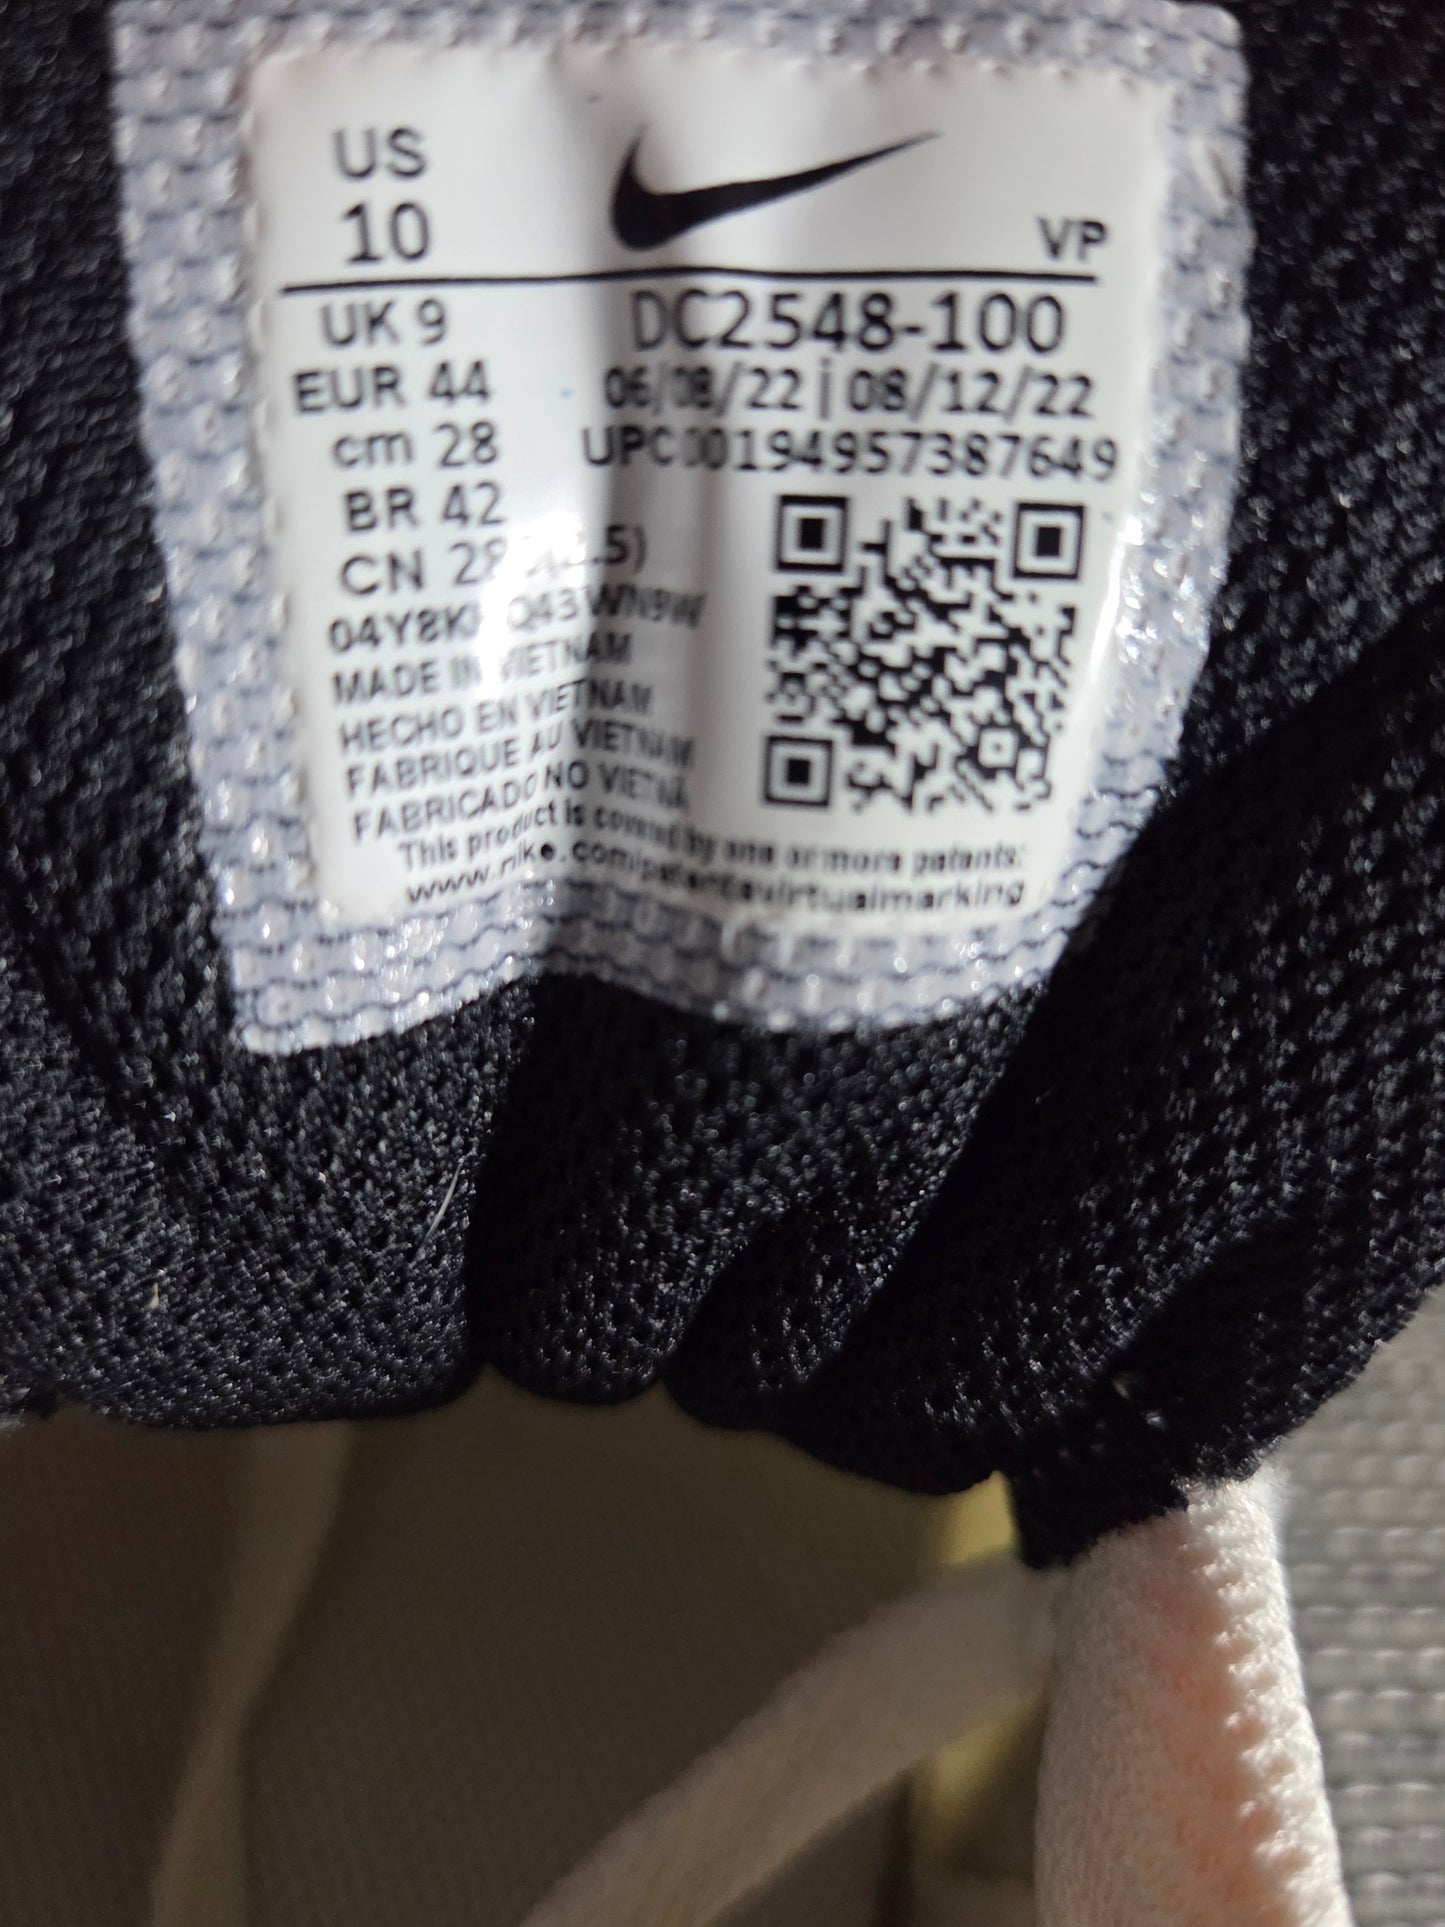 US
10
VP
UK 9
DC2548-100
EUR 44
06/08/22 | 08/12/22
cm 28
UPC 00194957387649
BR 42
CN
MADE IN VIETNAM
HECHO EN VIETNAM
FABRIQUE AU VIETNAM
FABRICADO NO VIETNA
This product is covered by one or more patents:
www.nike.com/patentsvirtualmarking